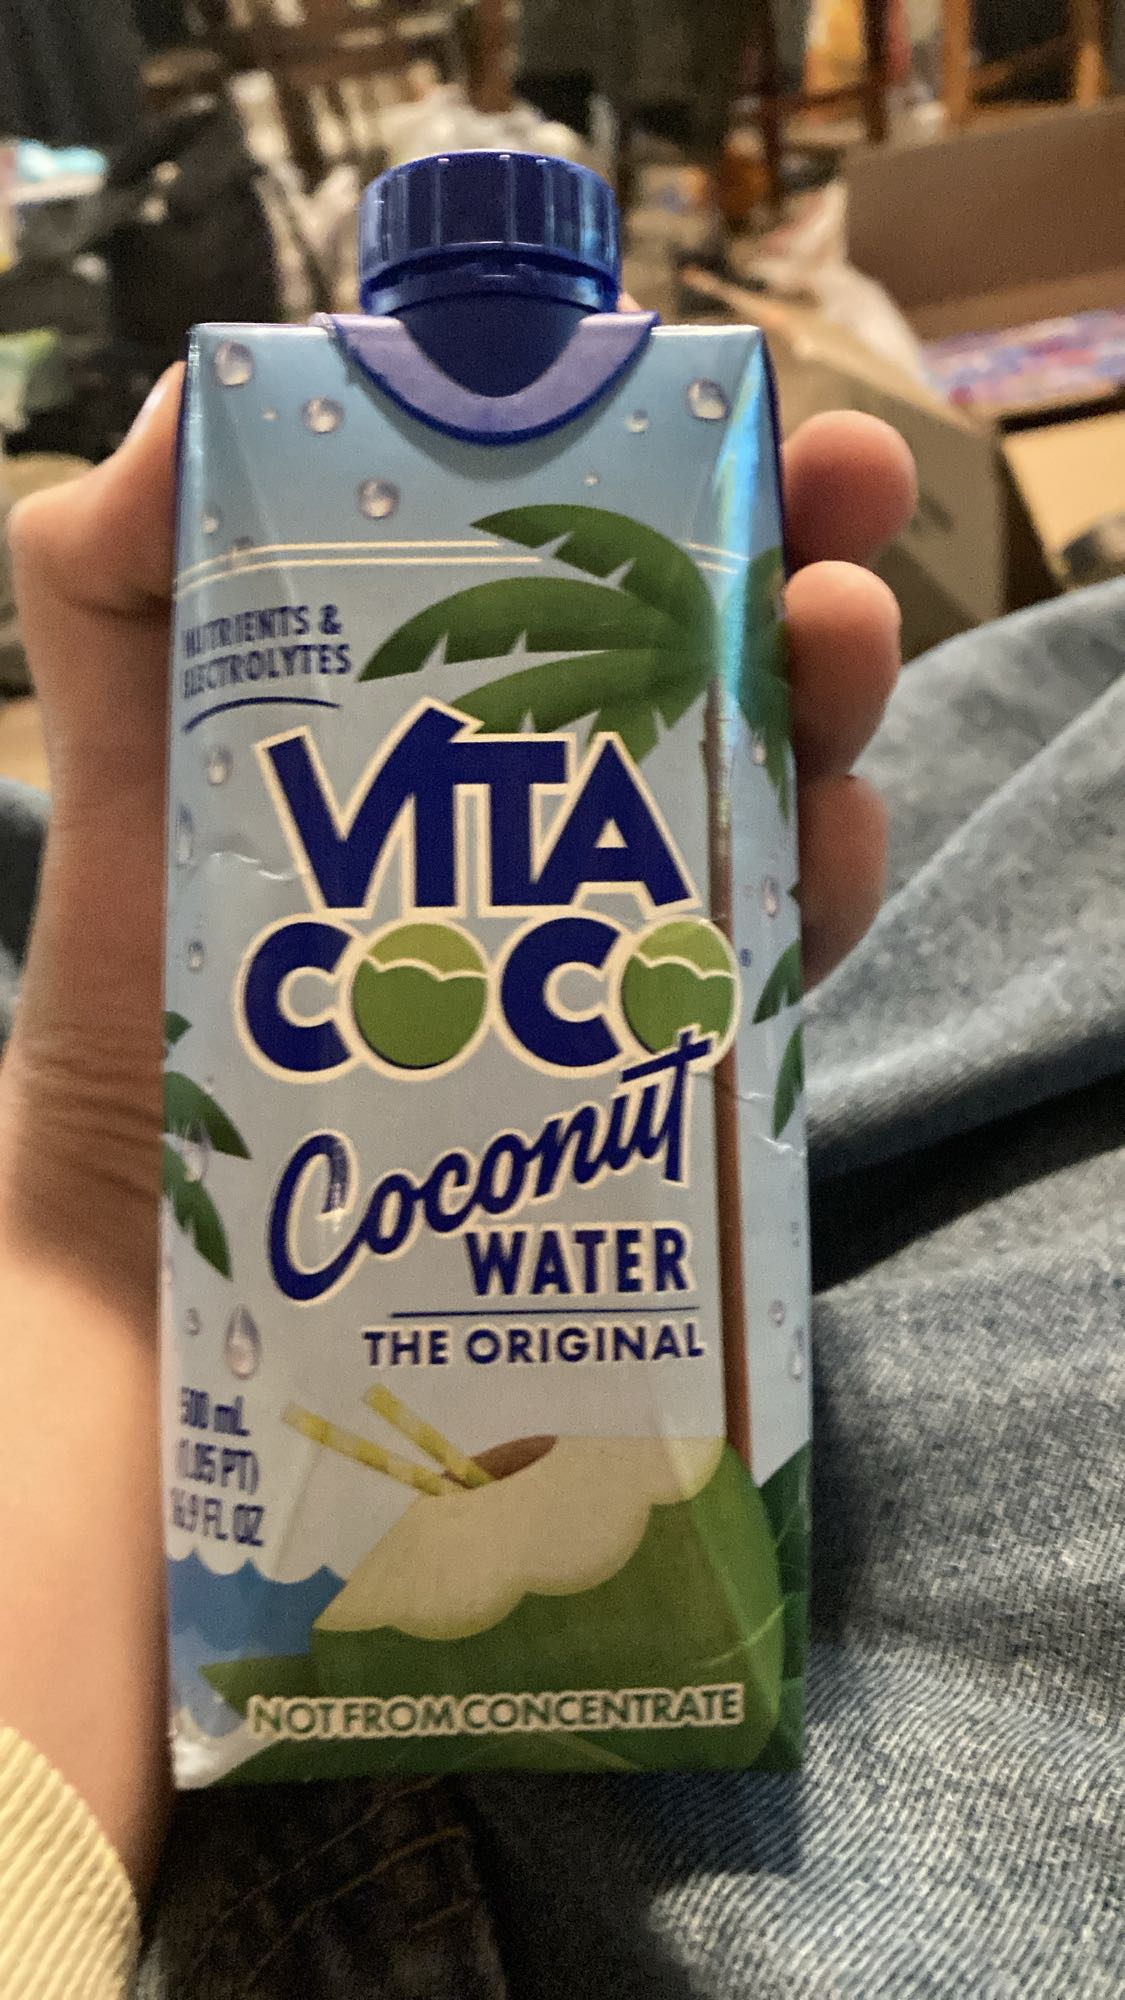 NUTRIENTS &
ELECTROLYTES
VITA
COCO
Coconut
WATER
THE ORIGINAL
500 mL
(1.05 PT)
16.9 FL OZ
NOT FROM CONCENTRATE